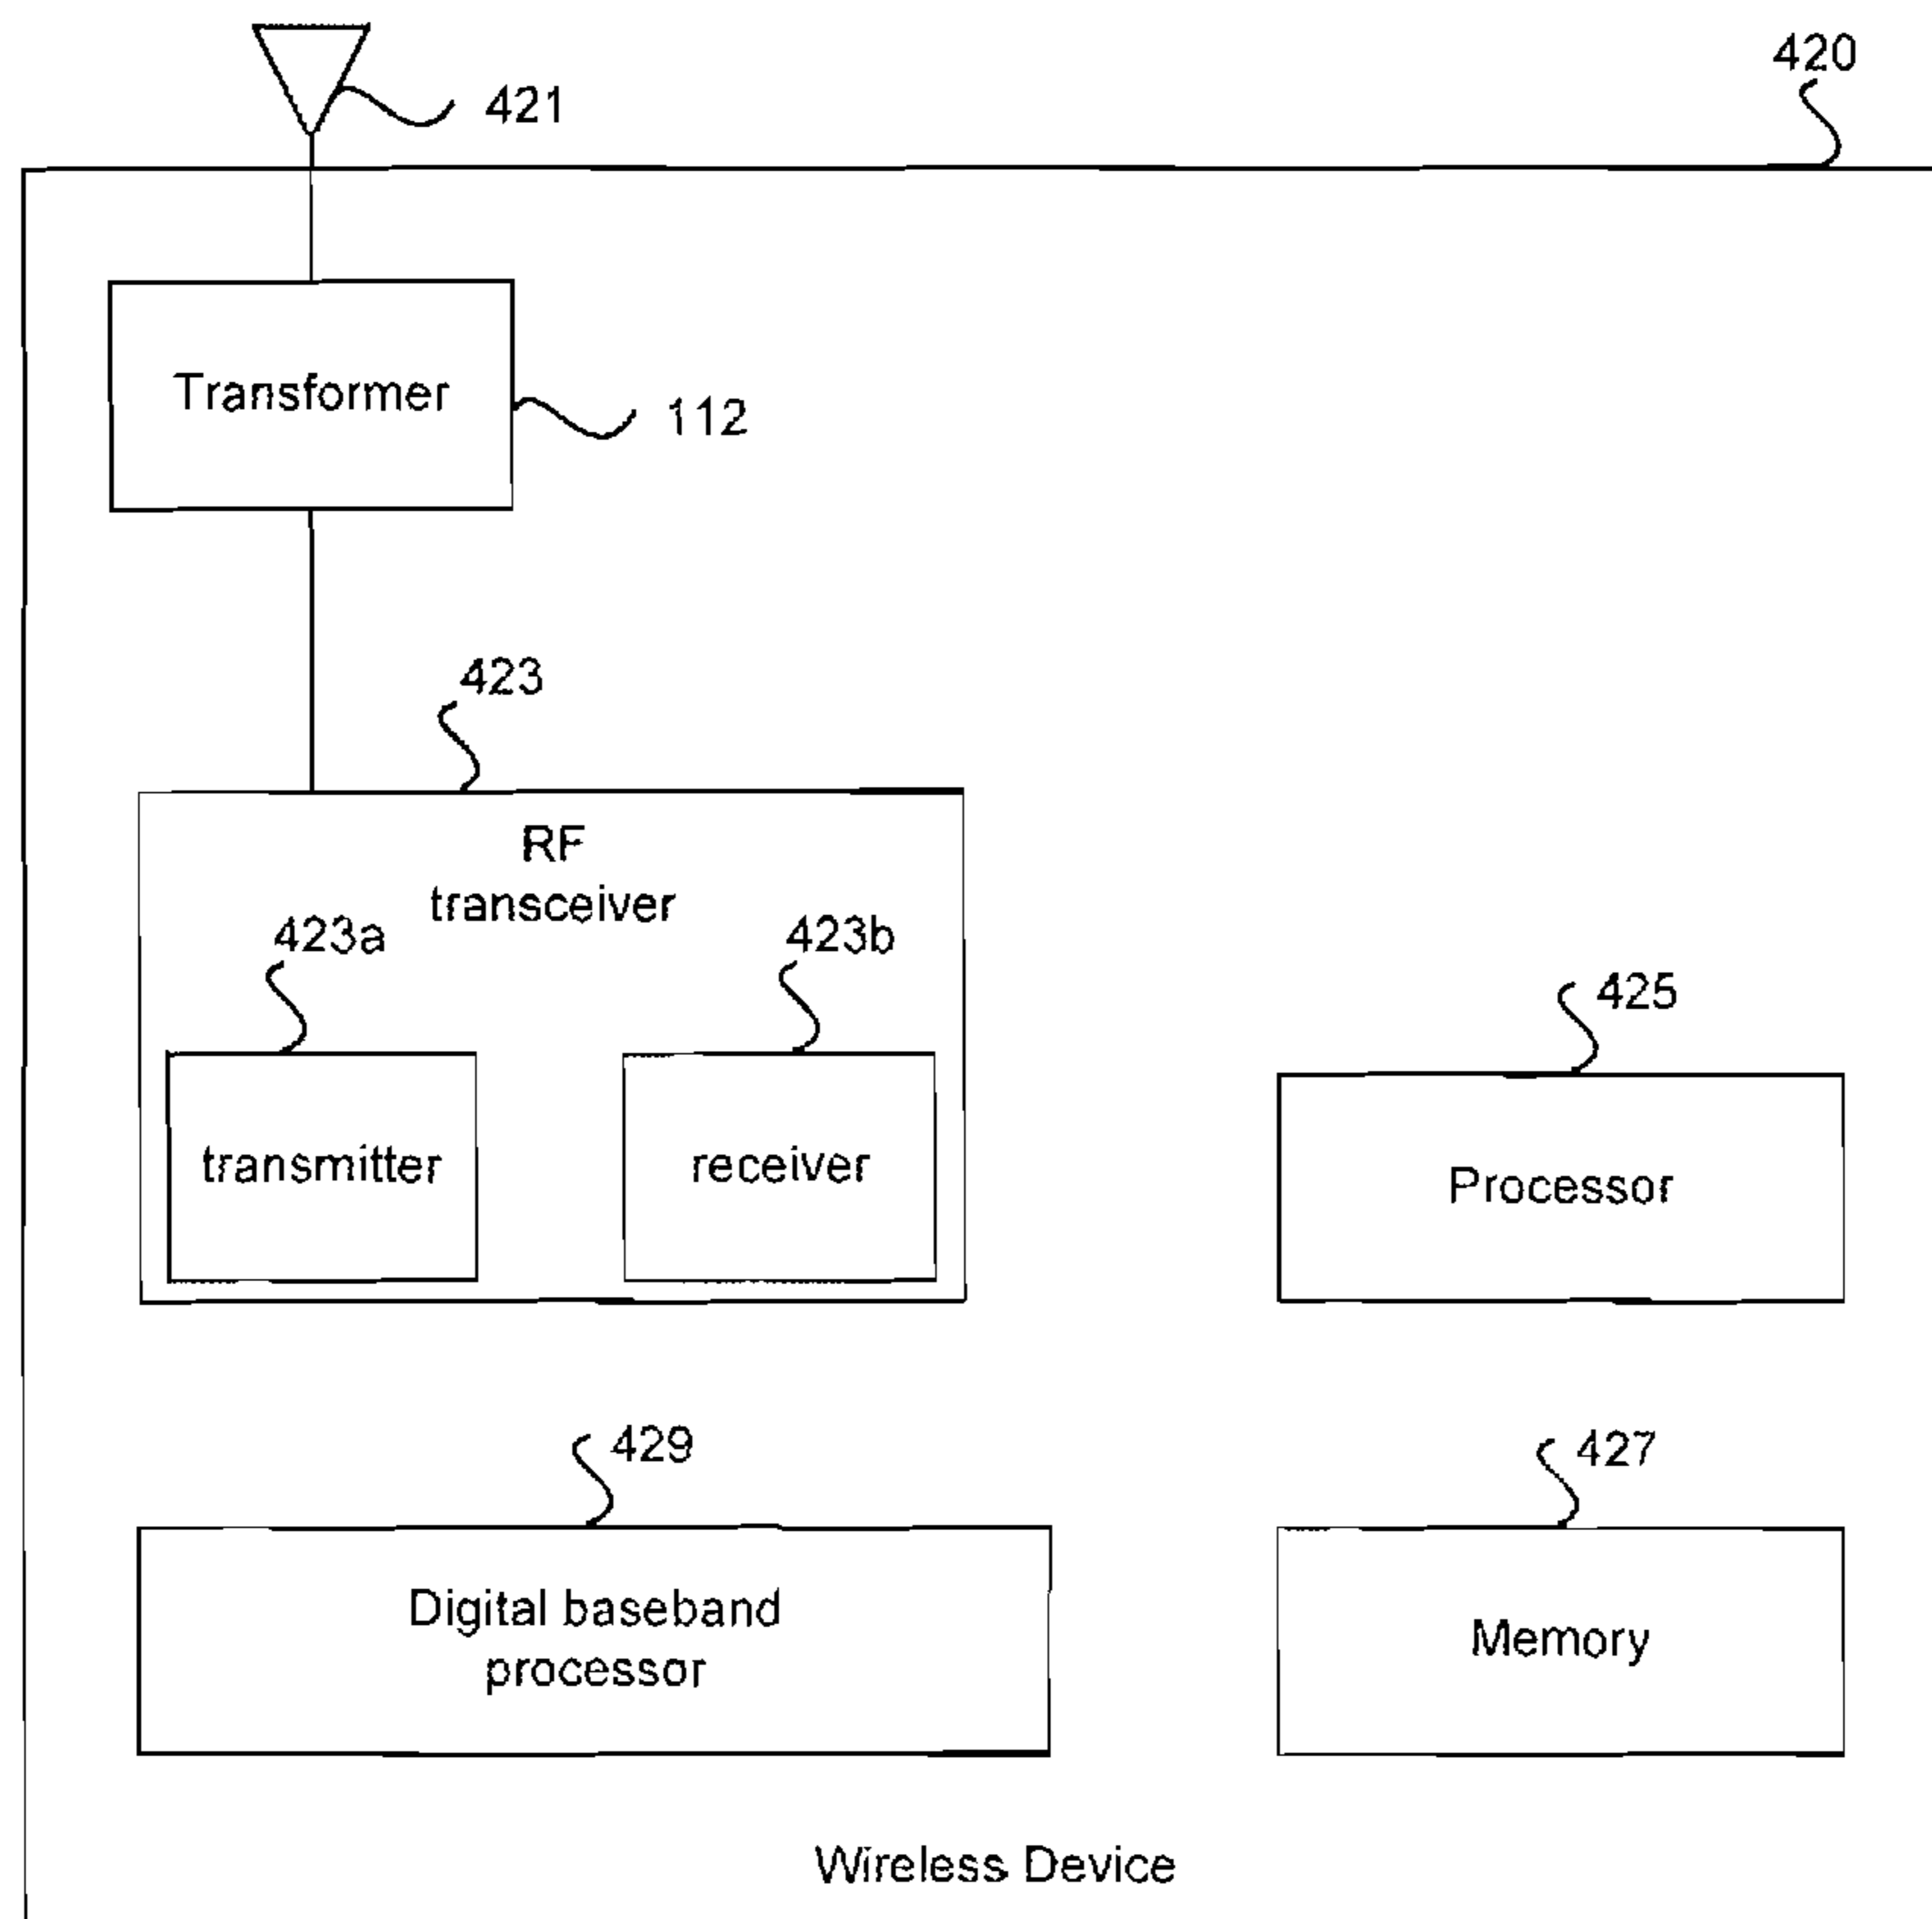 420
421
Transformer
112
423
RF
transceiver
423a
423b
transmitter
receiver
425
Processor
429
Digital baseband
processor
427
Memory
Wireless Device